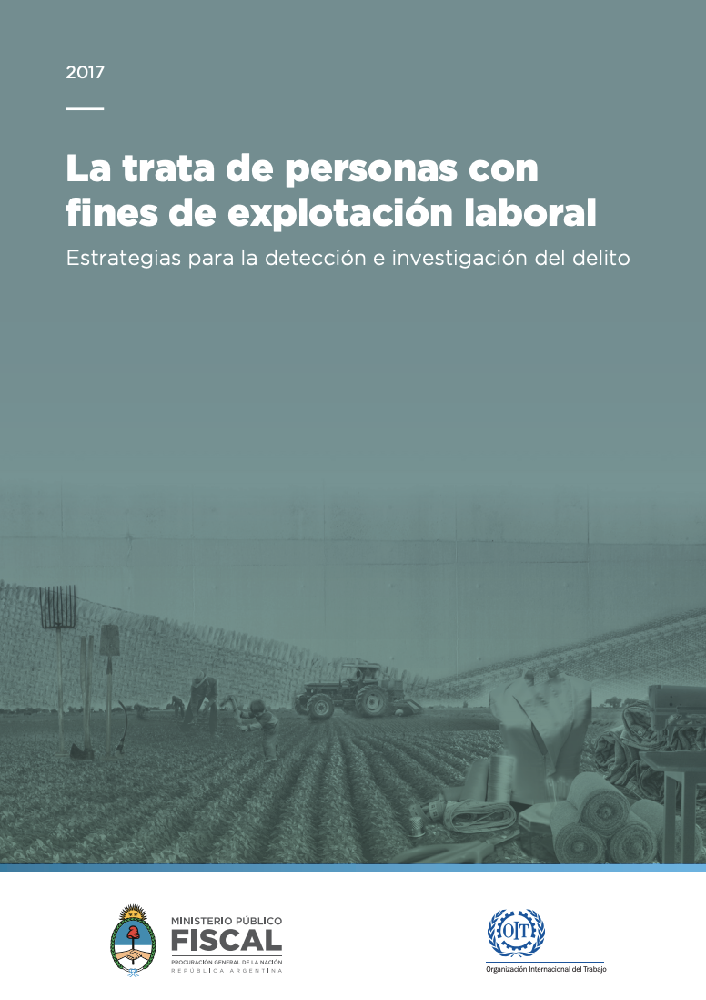 2017
La trata de personas con
fines de explotación laboral
Estrategias para la detección e investigación del delito
MINISTERIO PÚBLICO
FISCAL
PROCURACIÓN GENERAL DE LA NACIÓN
REPÚBLICA ARGENTINA
OIT
Organización Internacional del Trabajo